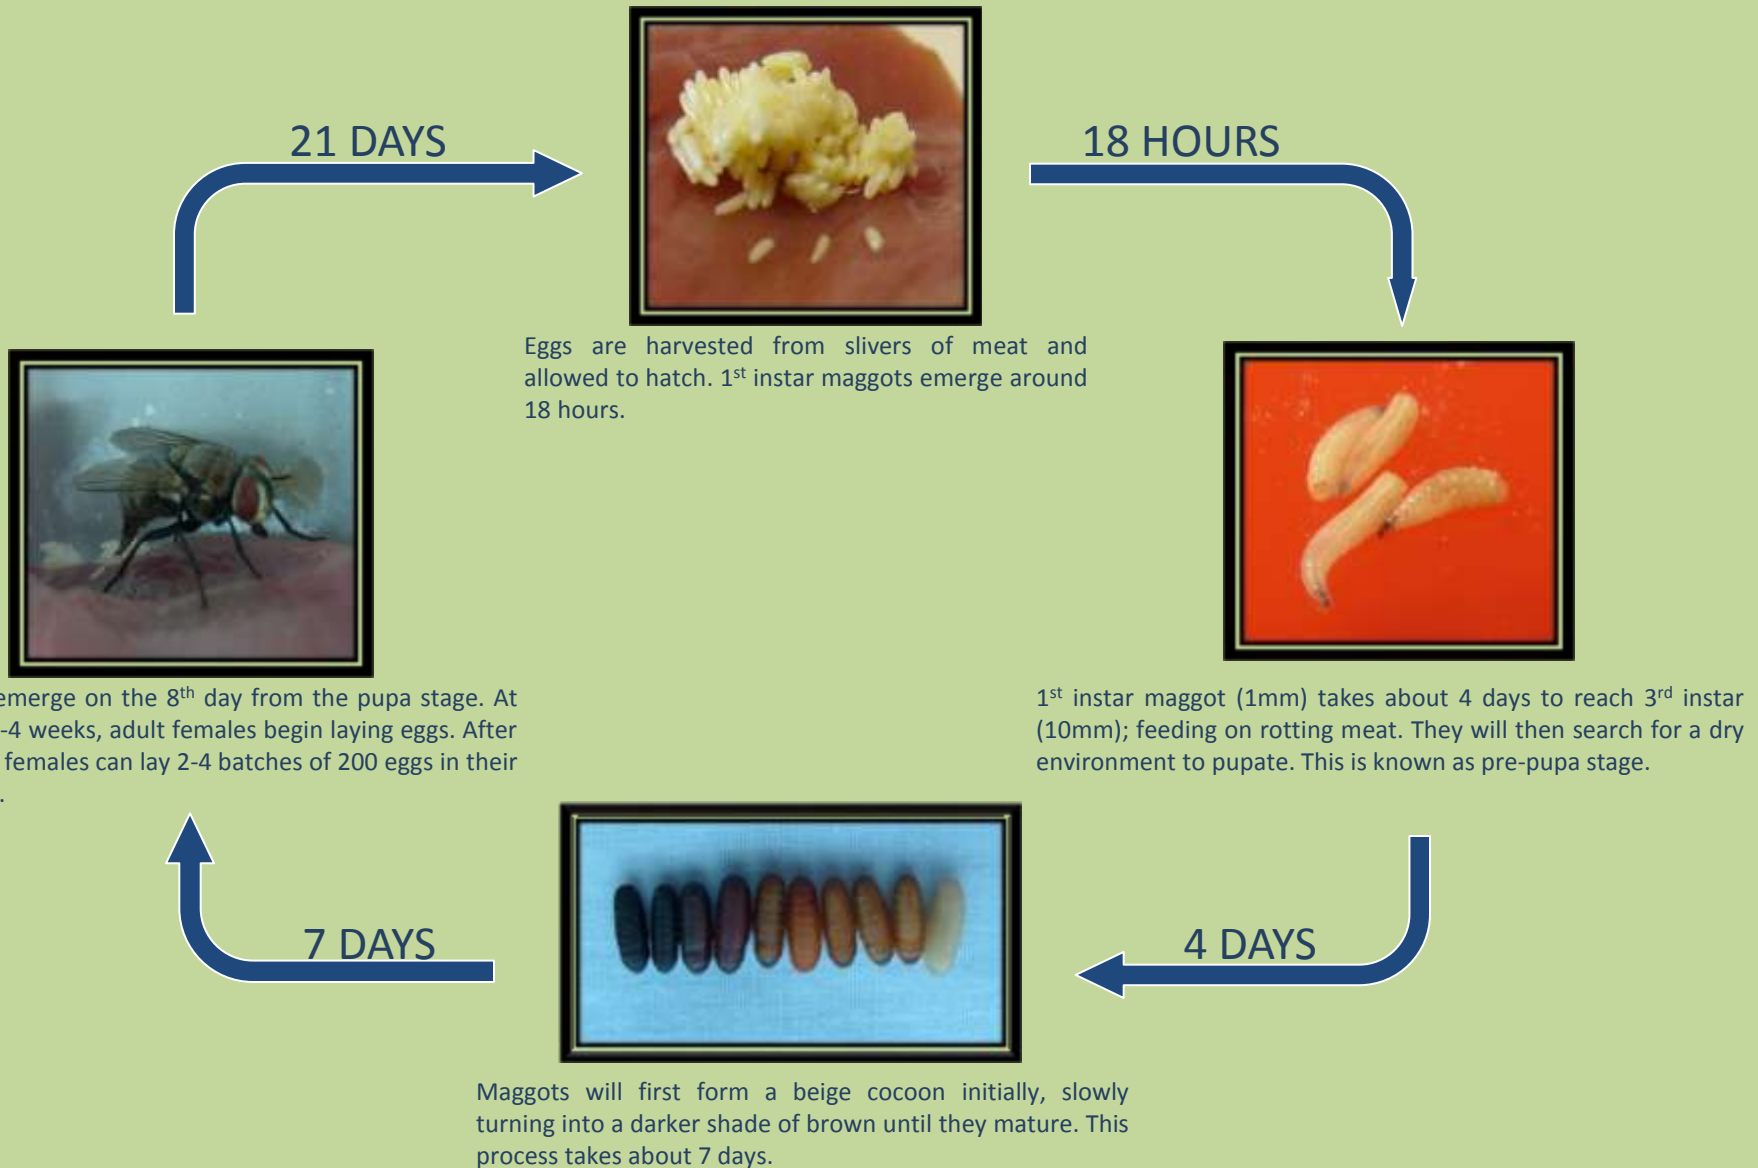 21 DAYS
18 HOURS
Eggs are harvested from slivers of meat and
allowed to hatch. 1st instar maggots emerge around
18 hours.
emerge on the 8th day from the pupa stage. At
-4 weeks, adult females begin laying eggs. After
females can lay 2-4 batches of 200 eggs in their
.
1st instar maggot (1mm) takes about 4 days to reach 3rd instar
(10mm); feeding on rotting meat. They will then search for a dry
environment to pupate. This is known as pre-pupa stage.
7 DAYS
4 DAYS
Maggots will first form a beige cocoon initially, slowly
turning into a darker shade of brown until they mature. This
process takes about 7 days.